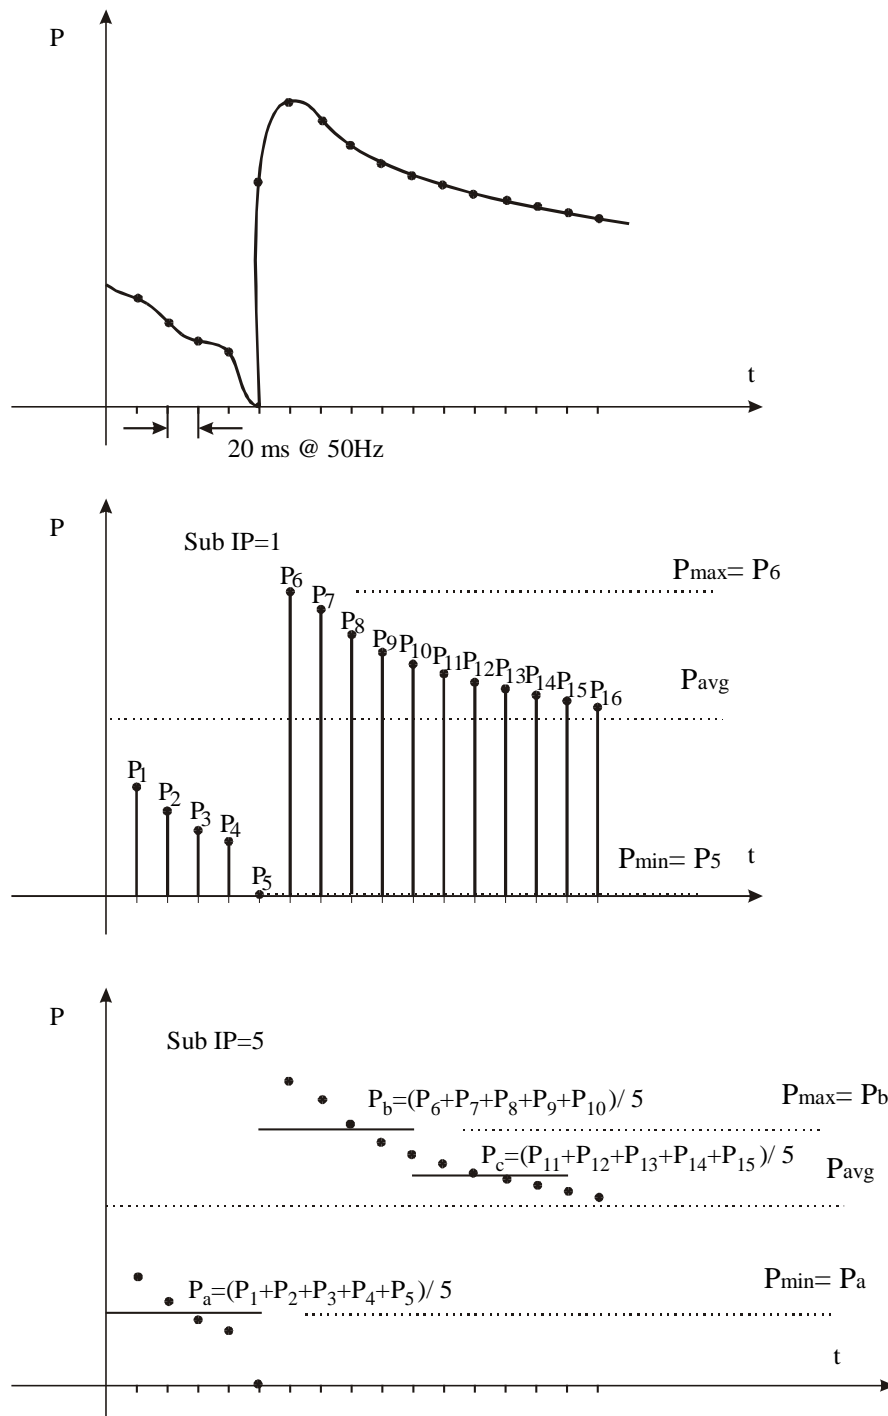 P
t
20 ms @ 50Hz
P
Sub IP=1
Pmax= P6
P6
P7
P8
P9
P10
P11
P12
P13
P14
P15
P16
Pavg
P1
P2
P3
P4
P5
Pmin= P5
t
P
Sub IP=5
Pb=(P6+P7+P8+P9+P10)/ 5
Pmax= Pb
Pc=(P11+P12+P13+P14+P15)/ 5
Pavg
Pa=(P1+P2+P3+P4+P5)/ 5
Pmin= Pa
t